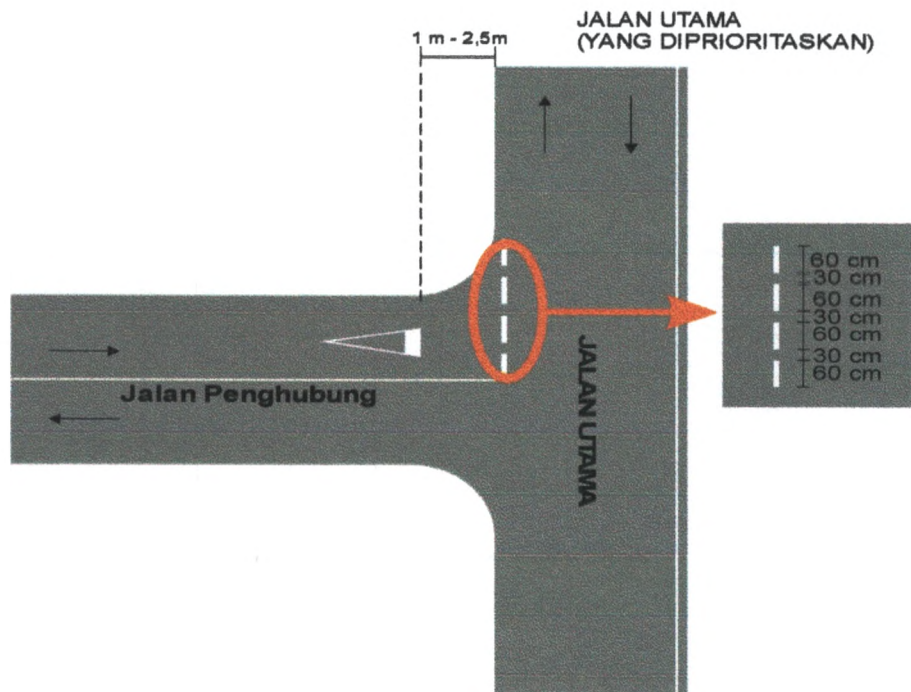 JALAN UTAMA
(YANG DIPRIORITASKAN)
1 m - 2,5m
60 cm
30 cm
60 cm
30 cm
60 cm
30 cm
60 cm
JALAN UTAMA
Jalan Penghubung